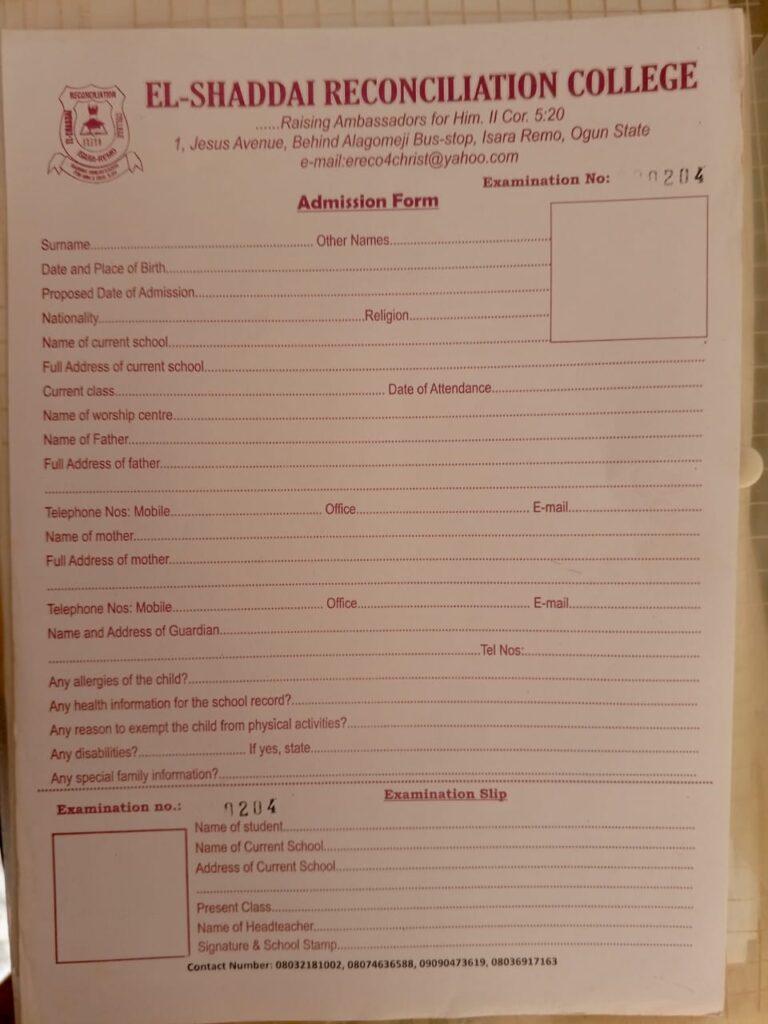 RECONCILIATION
EL-SHADDAI
COLLEGE
ISARA-REMO
EL-SHADDAI RECONCILIATION COLLEGE
......Raising Ambassadors for Him. II Cor. 5:20
1, Jesus Avenue, Behind Alagomeji Bus-stop, Isara Remo, Ogun State
e-mail:ereco4christ@yahoo.com
Examination No: 00204
Admission Form
Surname.......... Other Names..........
Date and Place of Birth..........
Proposed Date of Admission..........
Nationality..........Religion..........
Name of current school..........
Full Address of current school..........
Current class.......... Date of Attendance..........
Name of worship centre..........
Name of Father..........
Full Address of father..........
Telephone Nos: Mobile.......... Office.......... E-mail..........
Name of mother..........
Full Address of mother..........
Telephone Nos: Mobile.......... Office.......... E-mail..........
Name and Address of Guardian..........
..........Tel Nos:..........
Any allergies of the child?..........
Any health information for the school record?..........
Any reason to exempt the child from physical activities?..........
Any disabilities?.......... If yes, state..........
Any special family information?..........
Examination Slip
Examination no.: 0204
Name of student..........
Name of Current School..........
Address of Current School..........
Present Class..........
Name of Headteacher..........
Signature & School Stamp..........
Contact Number: 08032181002, 08074636588, 09090473619, 08036917163